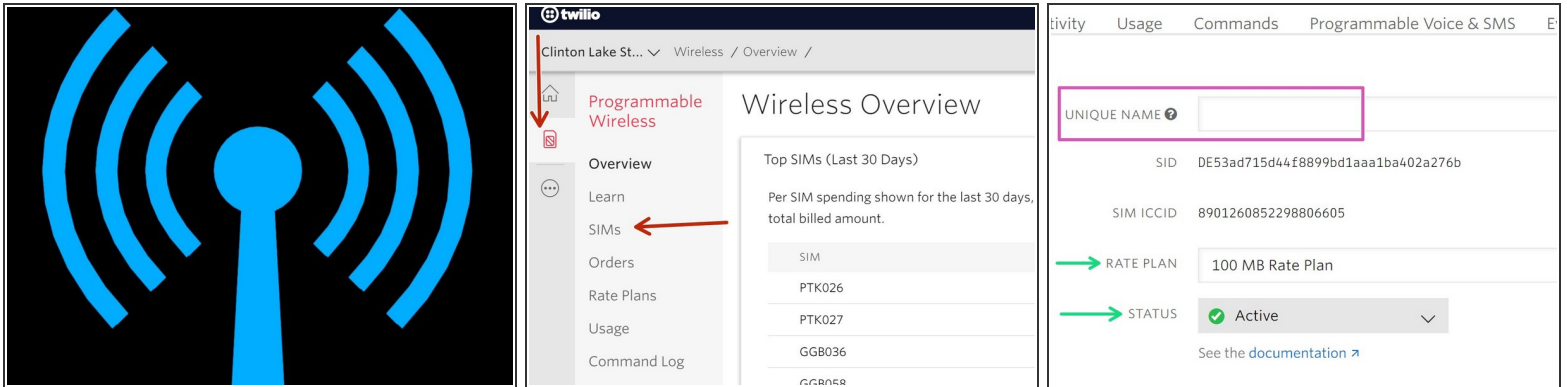 twilio
Clinton Lake St... Wireless / Overview /
Programmable
Wireless
Overview
Learn
SIMs
Orders
Rate Plans
Usage
Command Log
Wireless Overview
Top SIMs (Last 30 Days)
Per SIM spending shown for the last 30 days,
total billed amount.
SIM
PTK026
PTK027
GGB036
GGB058
tivity Usage Commands Programmable Voice & SMS
UNIQUE NAME
SID DE53ad715d44f8899bd1aaa1ba402a276b
SIM ICCID 8901260852298806605
RATE PLAN 100 MB Rate Plan
STATUS Active
See the documentation